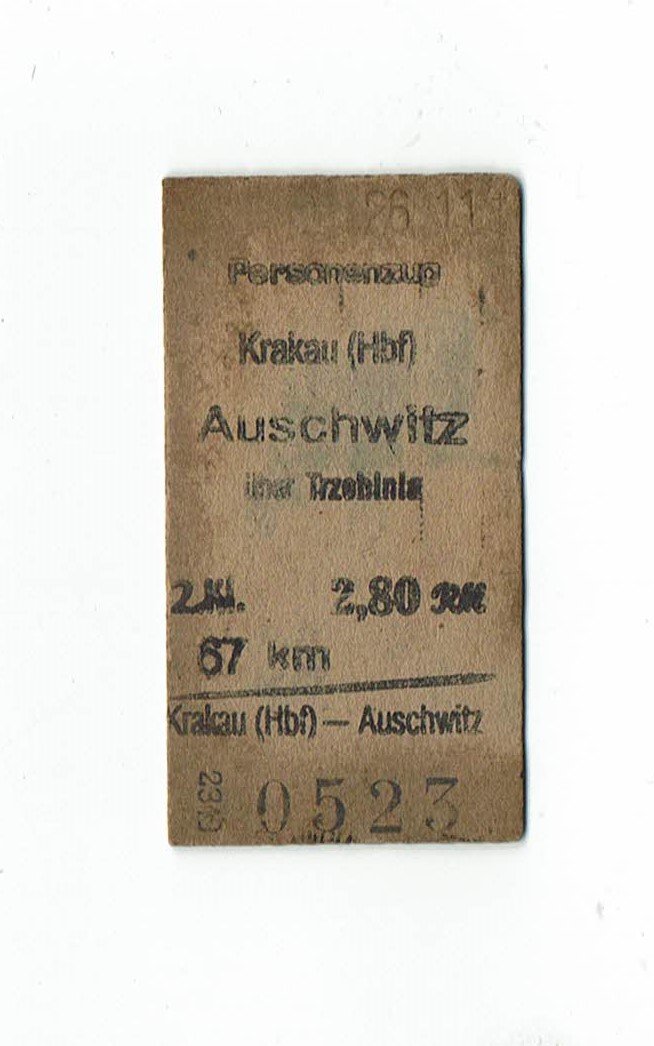 26 11
Personenzug
Krakau (Hbf)
Auschwitz
über Trzebinia
2.Kl. 2,80 RM
67 km
Krakau (Hbf) — Auschwitz
0523